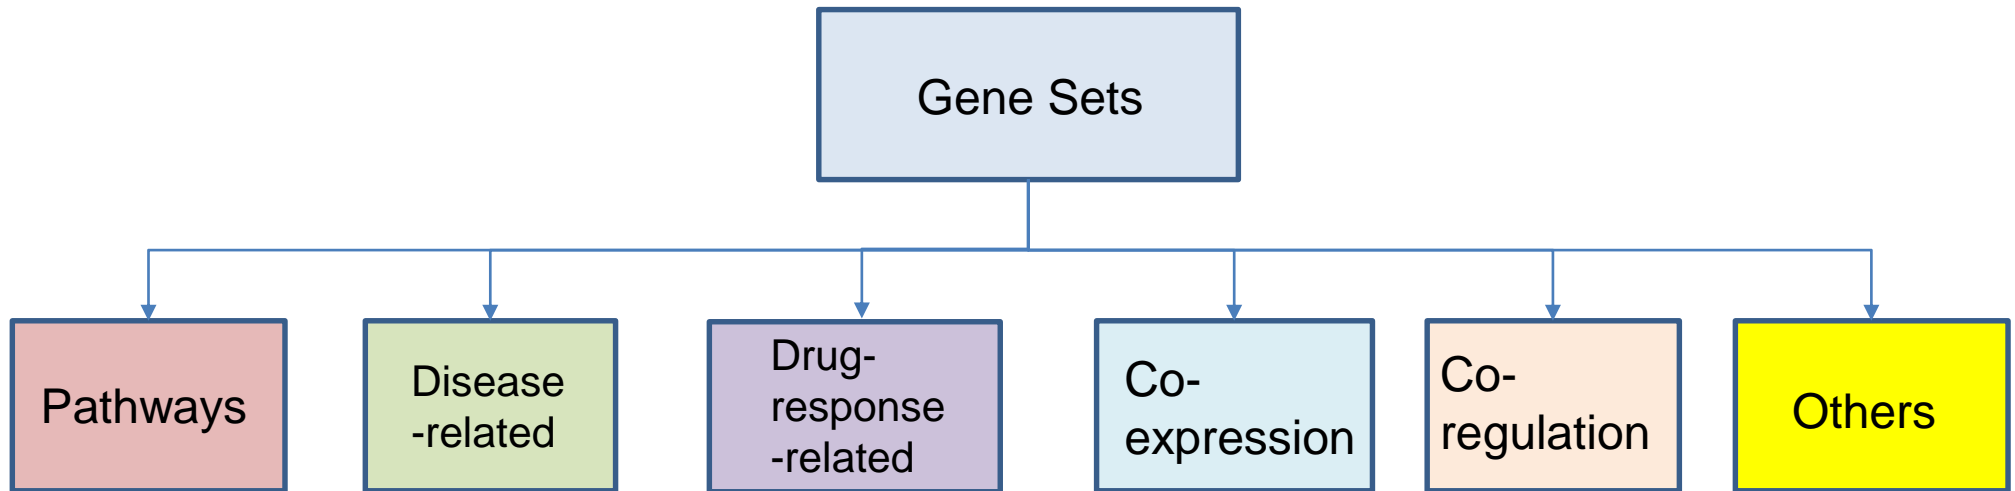 Gene Sets
Pathways
Disease
-related
Drug-
response
-related
Co-
expression
Co-
regulation
Others